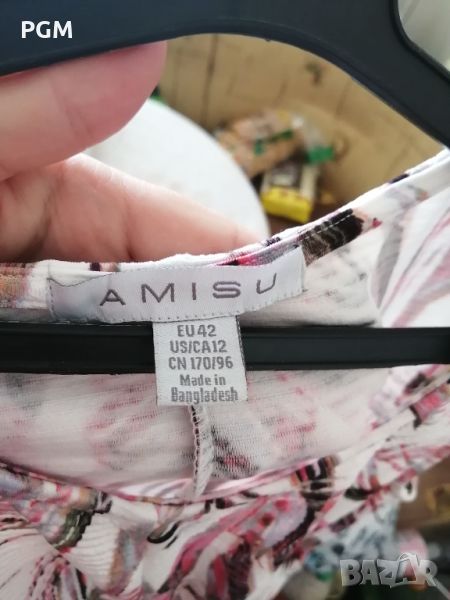 PGM
AMISU
EU 42
US/CA 12
CN 170/96
Made in
Bangladesh
BAZAR